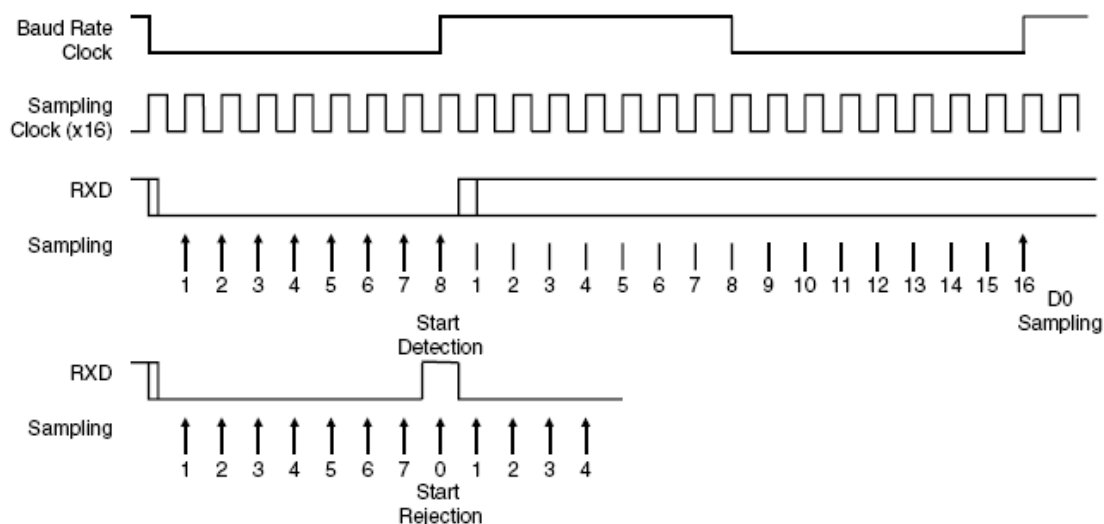 Baud Rate
Clock
Sampling
Clock (x16)
RXD
Sampling
1 2 3 4 5 6 7 8 1 2 3 4 5 6 7 8 9 10 11 12 13 14 15 16
D0
Sampling
Start
Detection
RXD
Sampling
1 2 3 4 5 6 7 0 1 2 3 4
Start
Rejection